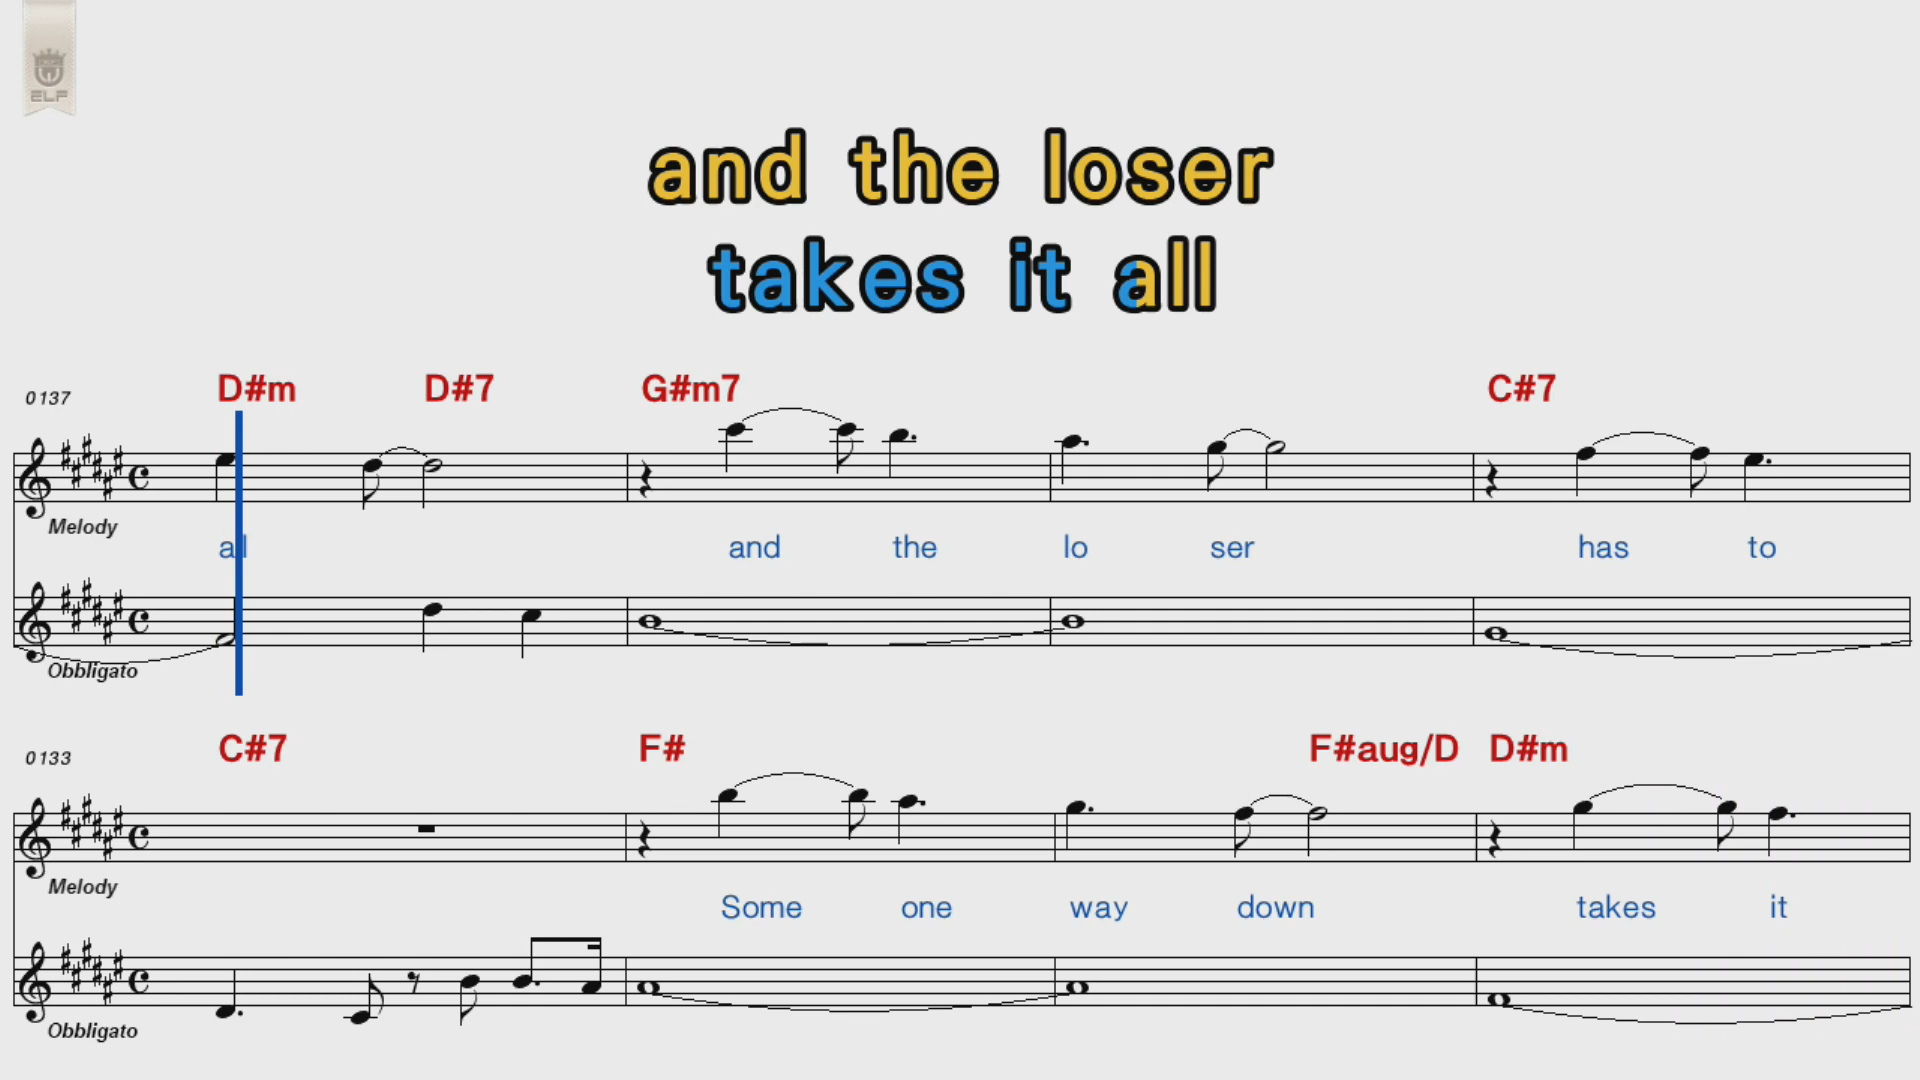 ELF
and the loser
takes it all
0137 D#m D#7 G#m7 C#7
Melody
all and the lo ser has to
Obbligato
0133 C#7 F# F#aug/D D#m
Melody
Some one way down takes it
Obbligato